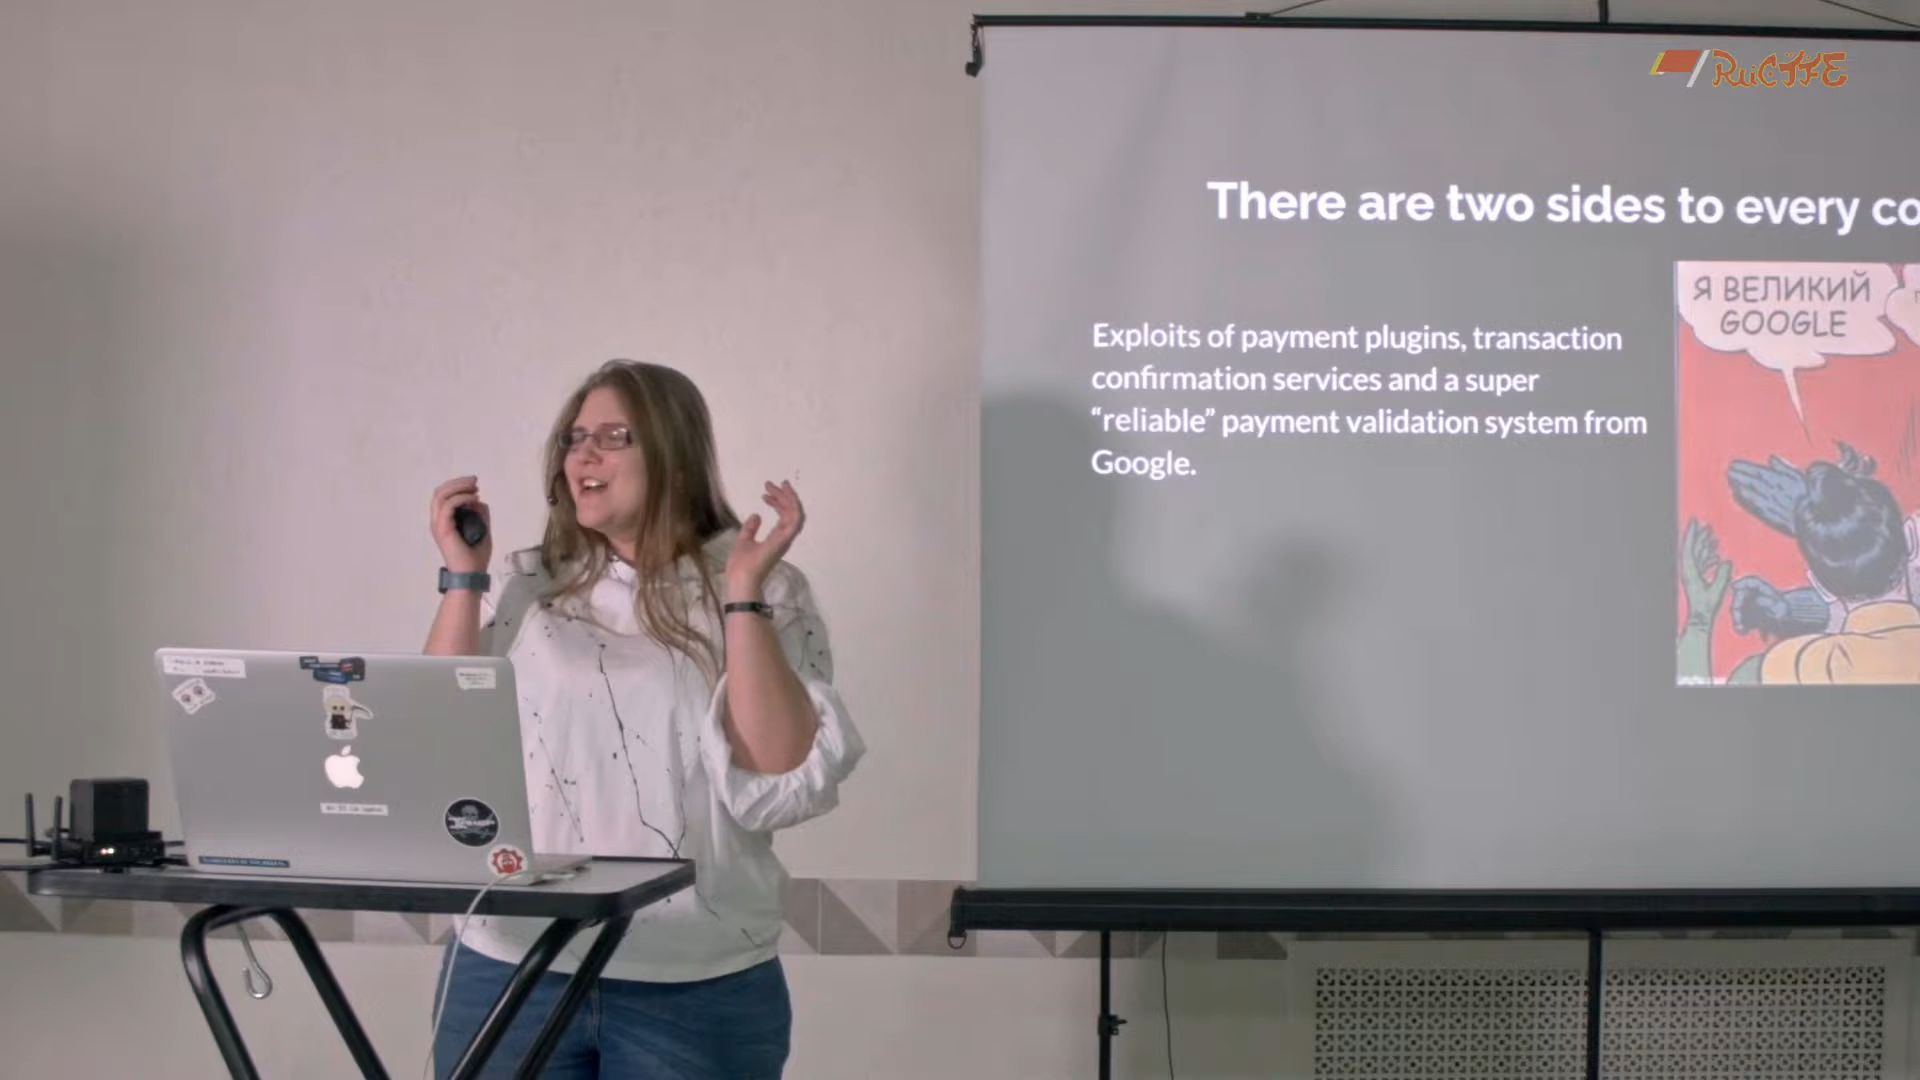 RuCTFE
There are two sides to every co
Exploits of payment plugins, transaction
confirmation services and a super
“reliable” payment validation system from
Google.
Я ВЕЛИКИЙ
GOOGLE